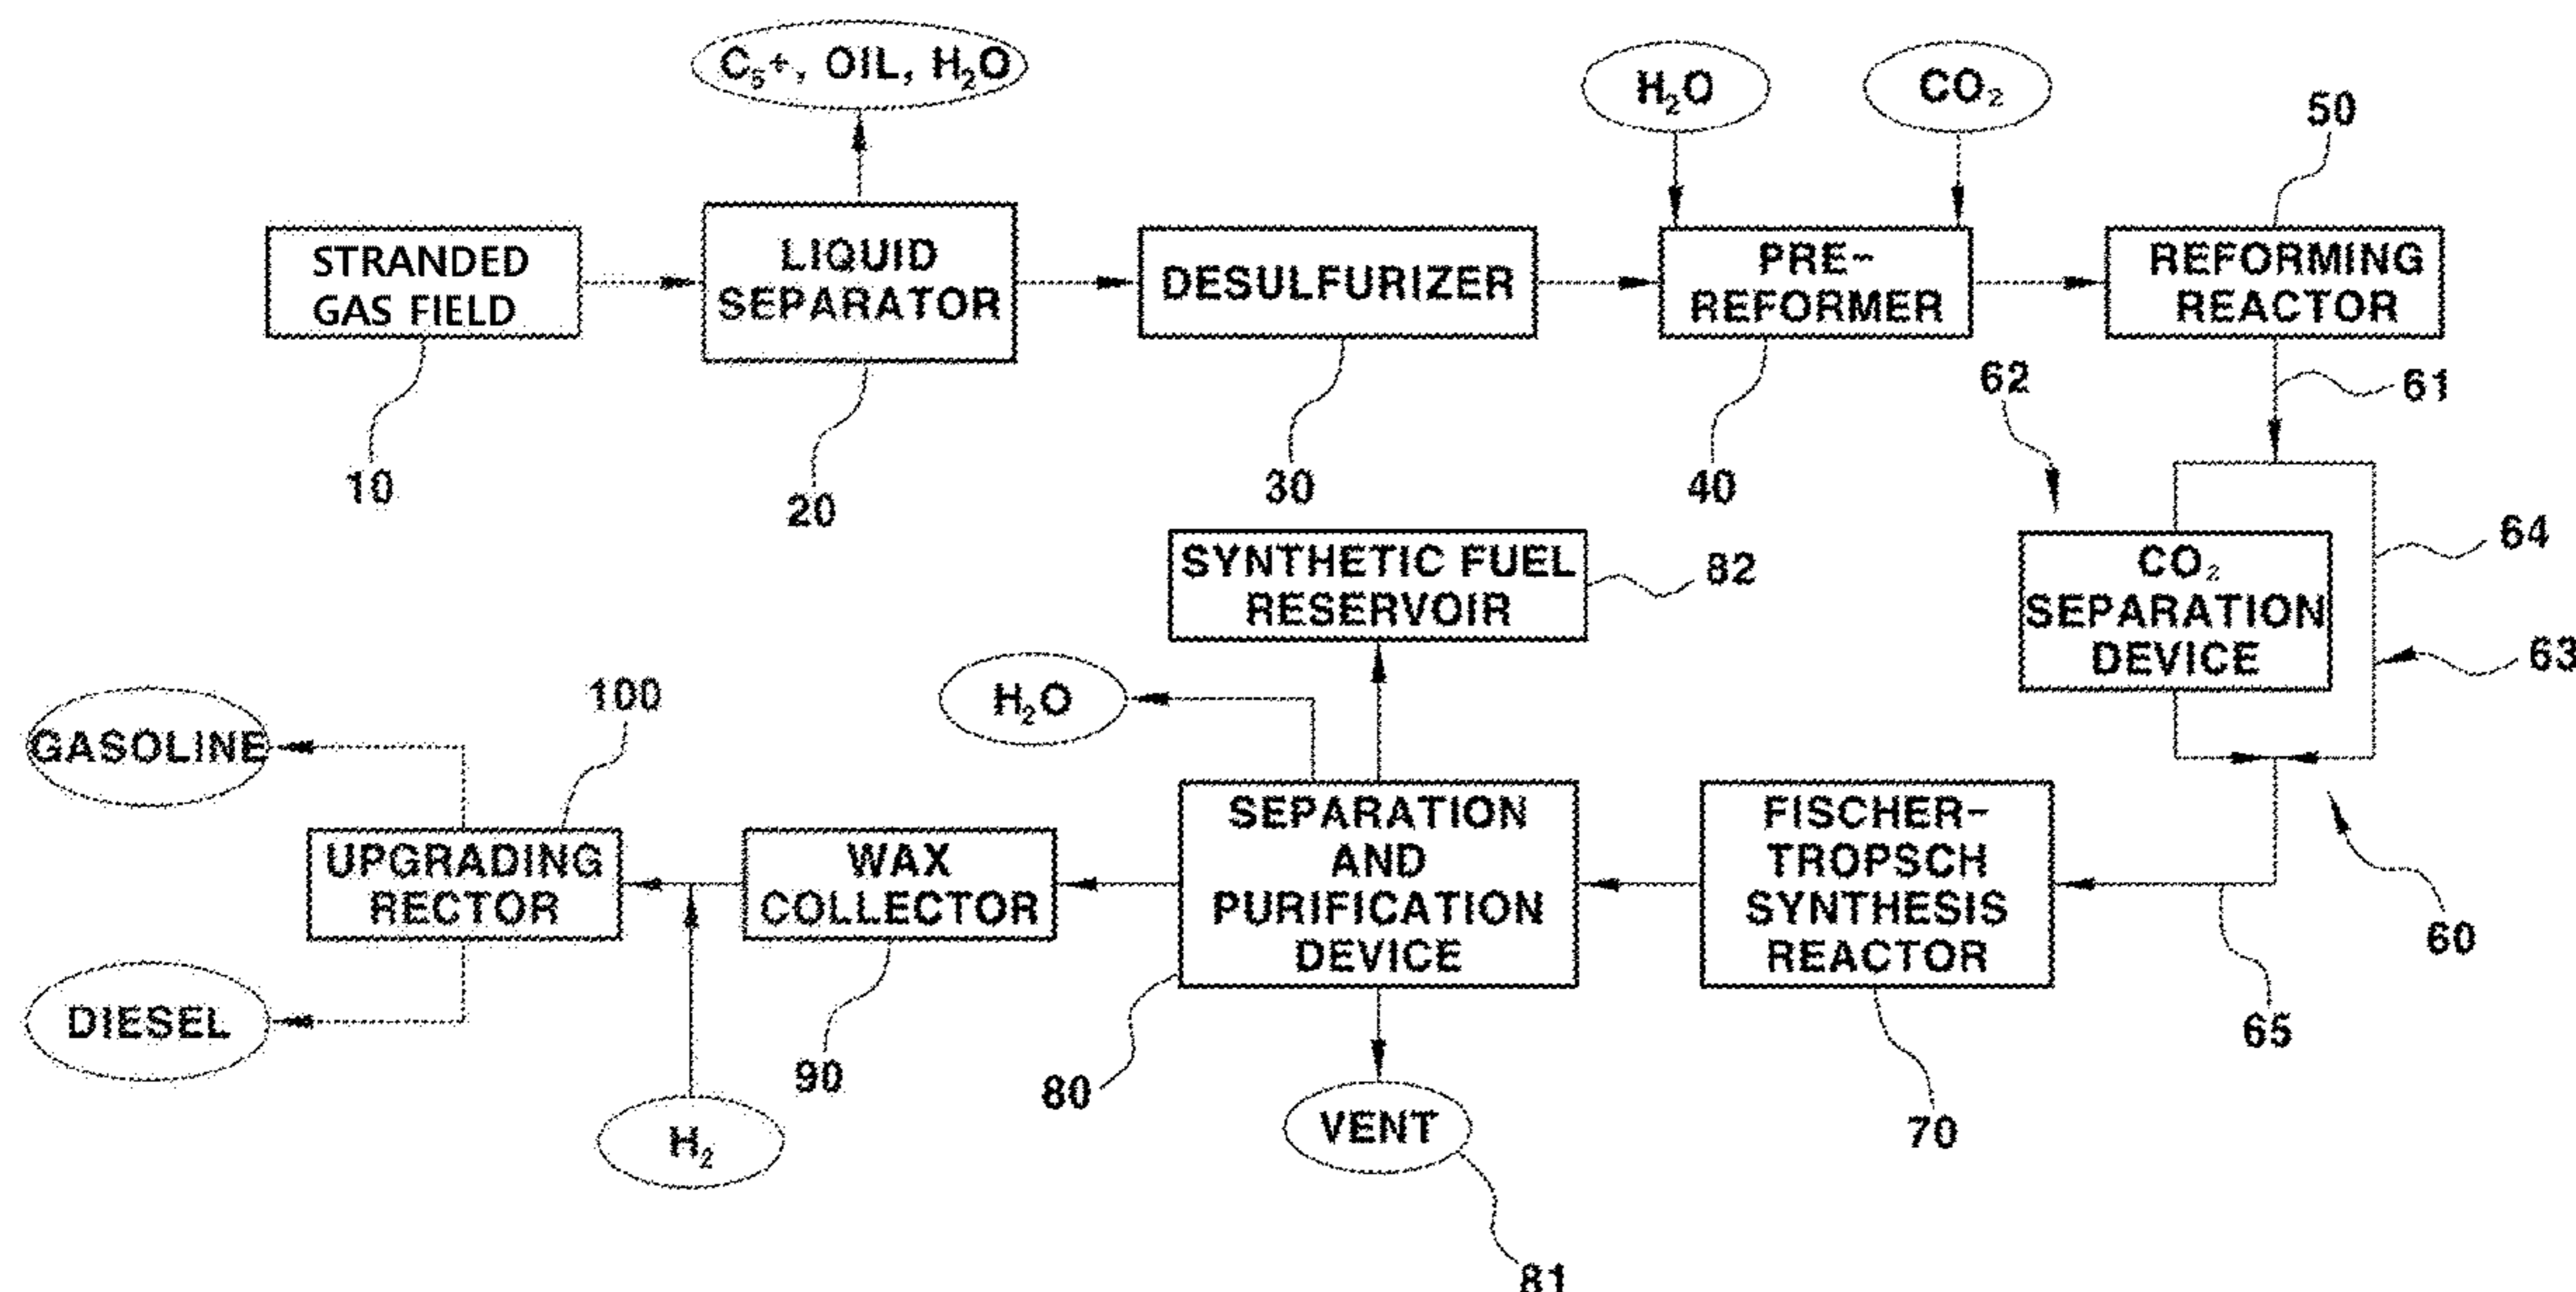 C5+, OIL, H2O
H2O
CO2
50
STRANDED
GAS FIELD
LIQUID
SEPARATOR
DESULFURIZER
PRE-
REFORMER
REFORMING
REACTOR
10
20
30
40
62
61
64
63
CO2
SEPARATION
DEVICE
SYNTHETIC FUEL
RESERVOIR
82
H2O
100
GASOLINE
UPGRADING
RECTOR
DIESEL
WAX
COLLECTOR
90
H2
SEPARATION
AND
PURIFICATION
DEVICE
80
VENT
81
FISCHER-
TROPSCH
SYNTHESIS
REACTOR
70
60
65